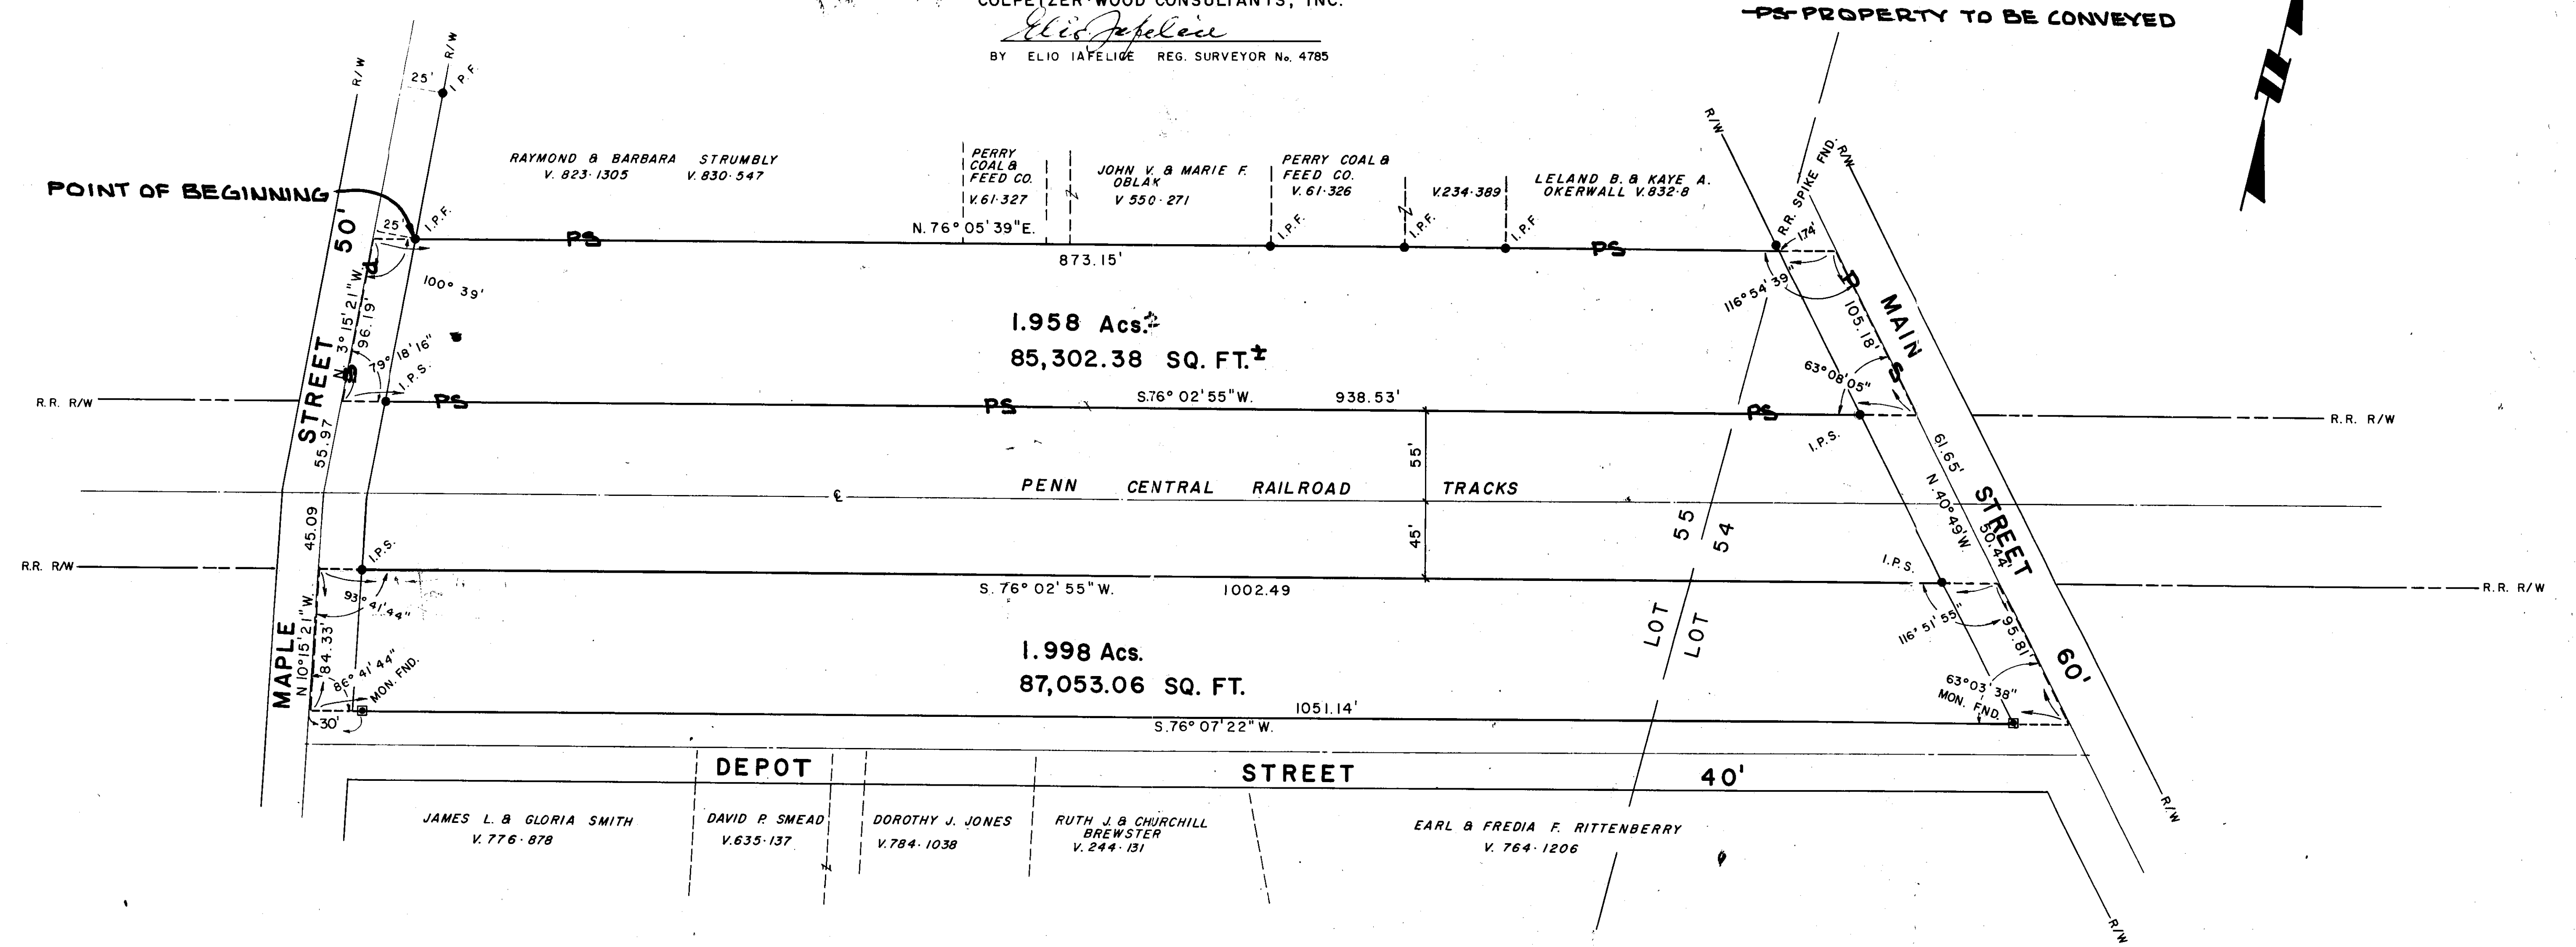 COLPETZER·WOOD CONSULTANTS, INC.
Elio Iafelice
BY ELIO IAFELICE REG. SURVEYOR No. 4785
PS PROPERTY TO BE CONVEYED
R/W
R/W
25'
I.P.F.
R/W
R/W
R.R. SPIKE FND.
RAYMOND & BARBARA STRUMBLY
V. 823·1305 V. 830·547
PERRY
COAL &
FEED CO.
V.61·327
JOHN V. & MARIE F.
OBLAK
V 550·271
PERRY COAL &
FEED CO.
V. 61·326
V.234·389
LELAND B. & KAYE A.
OKERWALL V.832·8
POINT OF BEGINNING
50'
25'
I.P.F.
PS
N. 76° 05' 39" E.
873.15'
I.P.F.
I.P.F.
I.P.F.
PS
174'
100° 39'
116° 54' 39"
P
N. 3° 15' 21" W.
96.19'
79° 18' 16"
I.P.S.
105.18'
MAIN
1.958 Acs.±
85,302.38 SQ. FT.±
63° 08' 05"
S
R.R. R/W
PS
PS
S.76° 02' 55" W. 938.53'
PS
R.R. R/W
I.P.S.
STREET
55.97
55'
61.65'
N. 40° 49' W.
℄
PENN CENTRAL RAILROAD TRACKS
STREET
50.44'
45.09
45'
55
54
I.P.S.
I.P.S.
R.R. R/W
S. 76° 02' 55" W. 1002.49
R.R. R/W
93° 41' 44"
116° 51' 55"
95.81'
LOT
LOT
MAPLE
N 10° 15' 21" W.
84.33'
86° 41' 44"
MON. FND.
1.998 Acs.
87,053.06 SQ. FT.
60'
63° 03' 38"
MON. FND.
30'
1051.14'
S.76° 07' 22" W.
DEPOT STREET 40'
R/W
JAMES L. & GLORIA SMITH
V. 776·878
DAVID P. SMEAD
V.635·137
DOROTHY J. JONES
V.784·1038
RUTH J. & CHURCHILL
BREWSTER
V. 244·131
EARL & FREDIA F. RITTENBERRY
V. 764·1206
R/W